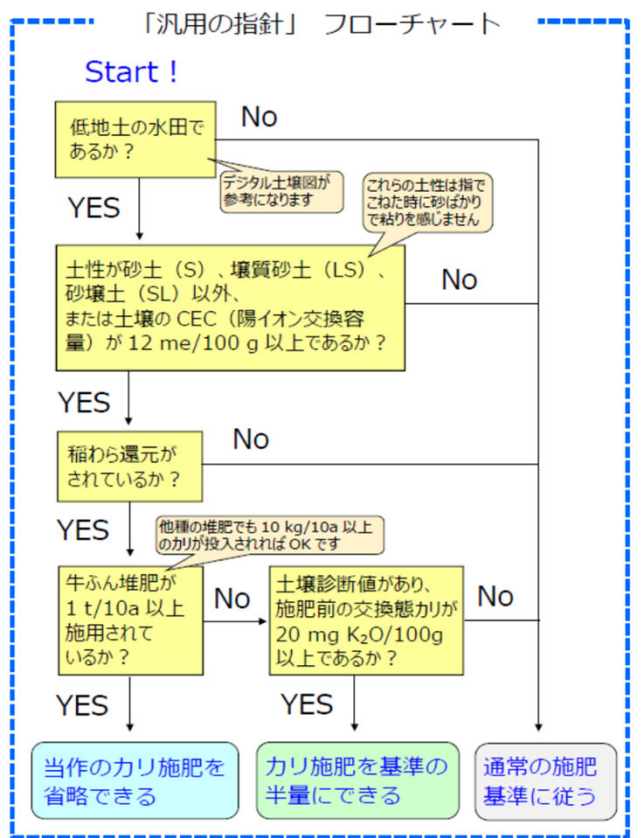 「汎用の指針」 フローチャート
Start！
低地土の水田で
あるか？
No
デジタル土壌図が
参考になります
これらの土性は指で
こねた時に砂ばかり
で粘りを感じません
YES
土性が砂土（S）、壌質砂土（LS）、
砂壌土（SL）以外、
または土壌の CEC（陽イオン交換容
量）が 12 me/100 g 以上であるか？
No
YES
稲わら還元が
されているか？
No
YES
他種の堆肥でも 10 kg/10a 以上
のカリが投入されれば OK です
牛ふん堆肥が
1 t/10a 以上
施用されて
いるか？
No
土壌診断値があり、
施肥前の交換態カリが
20 mg K₂O/100g
以上であるか？
No
YES
YES
当作のカリ施肥を
省略できる
カリ施肥を基準の
半量にできる
通常の施肥
基準に従う